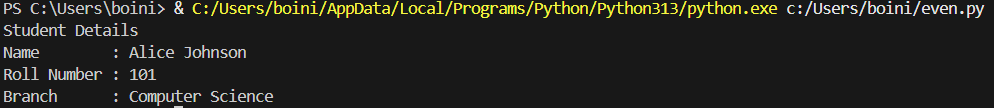 PS C:\Users\boini> & C:/Users/boini/AppData/Local/Programs/Python/Python313/python.exe c:/Users/boini/even.py
Student Details
Name        : Alice Johnson
Roll Number : 101
Branch      : Computer Science